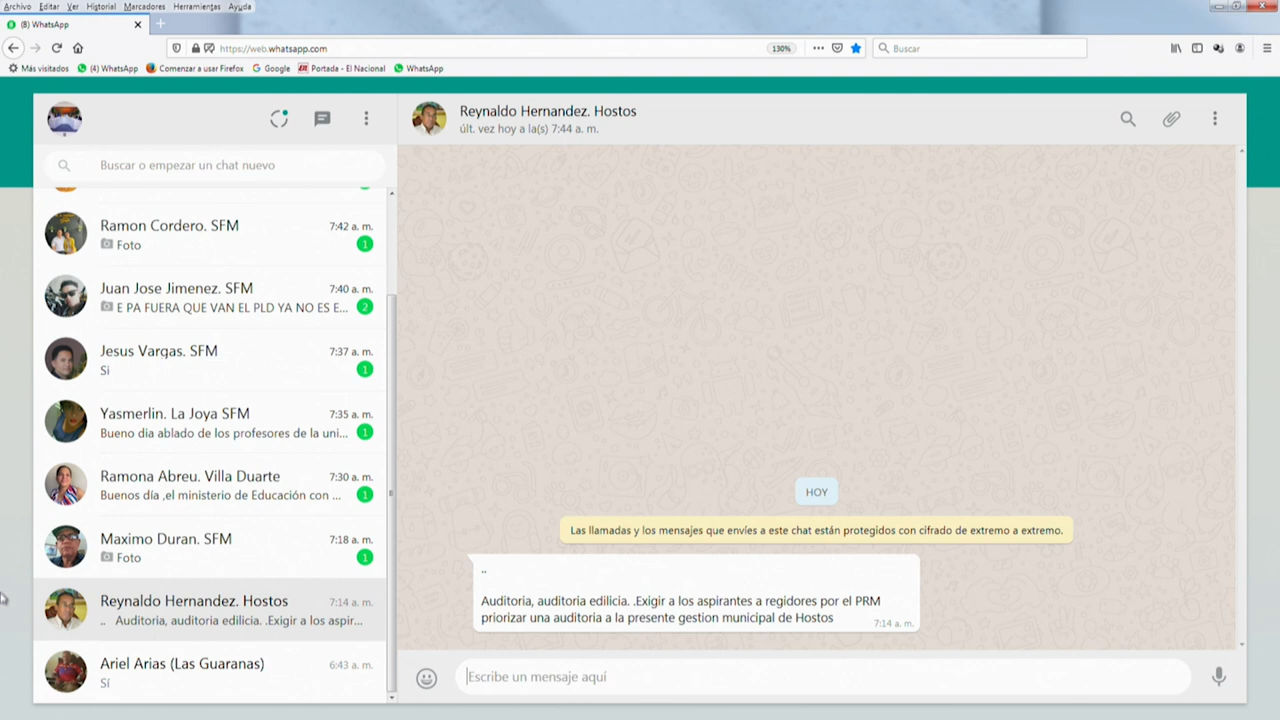 Archivo Editar Ver Historial Marcadores Herramientas Ayuda
(8) WhatsApp
https://web.whatsapp.com
130%
Buscar
Más visitados
(4) WhatsApp
Comenzar a usar Firefox
Google
Portada - El Nacional
WhatsApp
Buscar o empezar un chat nuevo
Ramon Cordero. SFM 7:42 a. m.
Foto 1
Juan Jose Jimenez. SFM 7:40 a. m.
E PA FUERA QUE VAN EL PLD YA NO ES E... 2
Jesus Vargas. SFM 7:37 a. m.
Si 1
Yasmerlin. La Joya SFM 7:35 a. m.
Bueno dia ablado de los profesores de la uni... 1
Ramona Abreu. Villa Duarte 7:30 a. m.
Buenos día ,el ministerio de Educación con ... 1
Maximo Duran. SFM 7:18 a. m.
Foto 1
Reynaldo Hernandez. Hostos 7:14 a. m.
.. Auditoria, auditoria edilicia. .Exigir a los aspir...
Ariel Arias (Las Guaranas) 6:43 a. m.
Sí
Reynaldo Hernandez. Hostos
últ. vez hoy a la(s) 7:44 a. m.
HOY
Las llamadas y los mensajes que envíes a este chat están protegidos con cifrado de extremo a extremo.
..
Auditoria, auditoria edilicia. .Exigir a los aspirantes a regidores por el PRM
priorizar una auditoria a la presente gestion municipal de Hostos
7:14 a. m.
Escribe un mensaje aquí